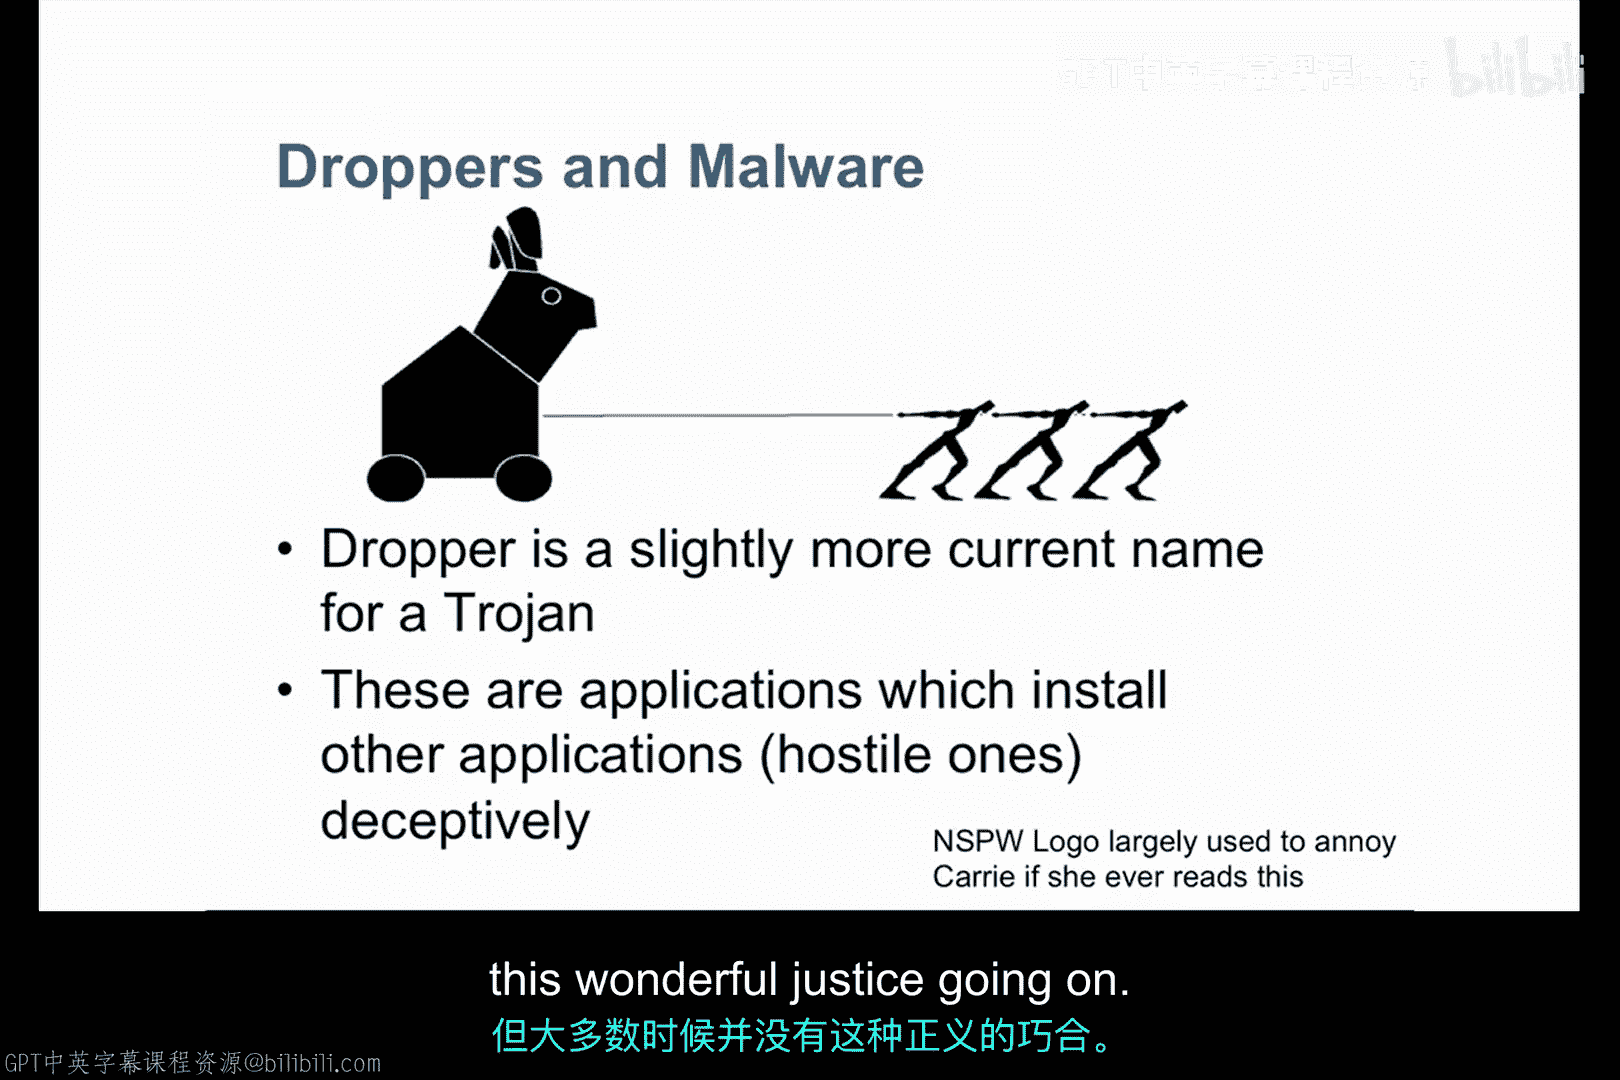 bilibili
Droppers and Malware
• Dropper is a slightly more current name
for a Trojan
• These are applications which install
other applications (hostile ones)
deceptively
NSPW Logo largely used to annoy
Carrie if she ever reads this
this wonderful justice going on.
但大多数时候并没有这种正义的巧合。
GPT中英字幕课程资源@bilibili.com